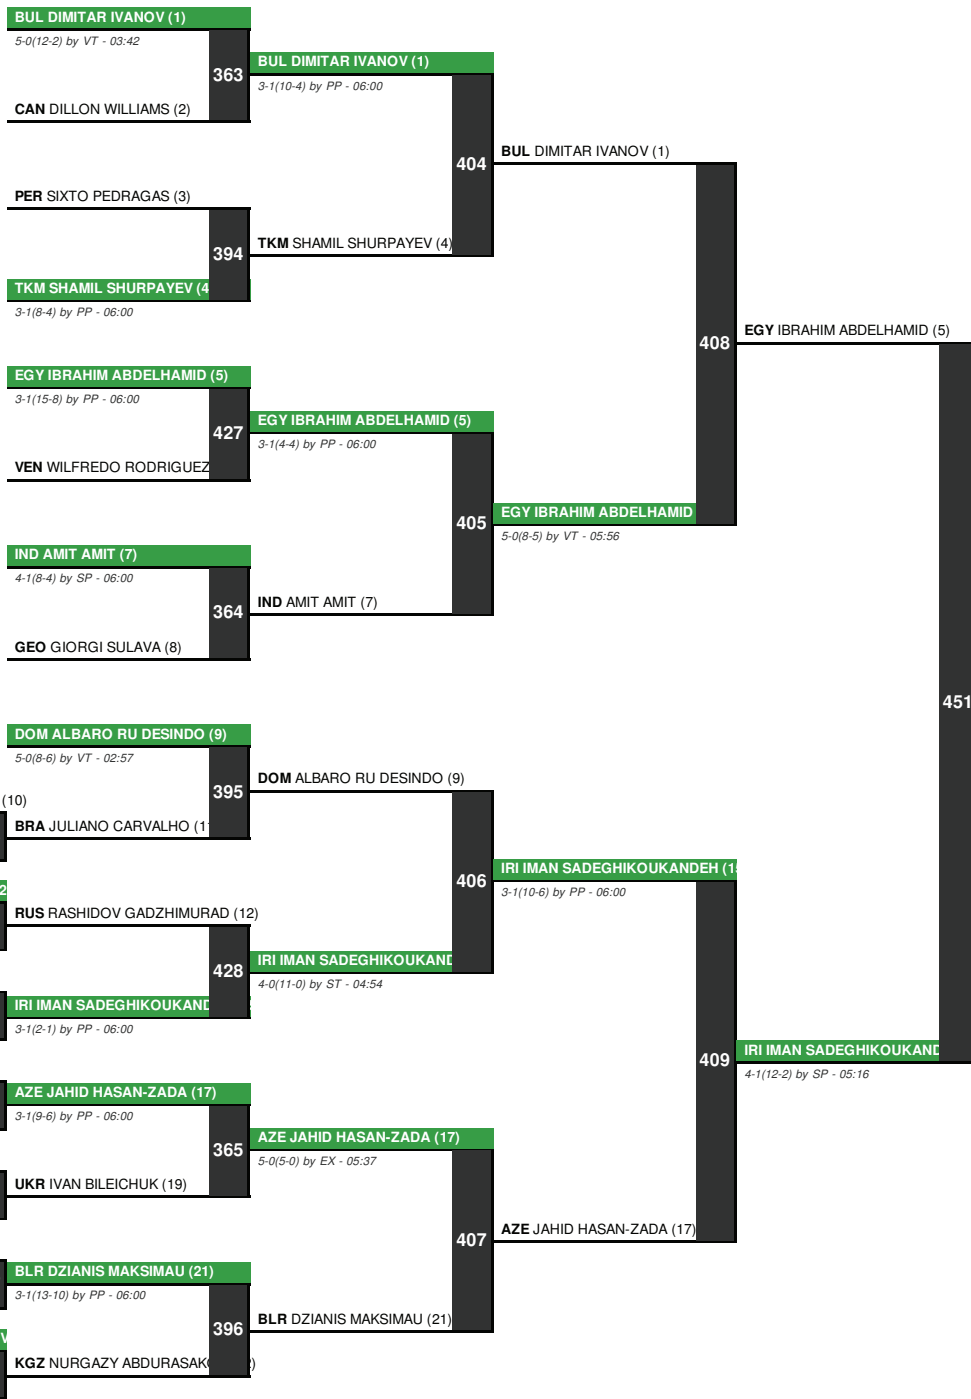 BUL DIMITAR IVANOV (1)
5-0(12-2) by VT - 03:42
363
CAN DILLON WILLIAMS (2)
BUL DIMITAR IVANOV (1)
3-1(10-4) by PP - 06:00
404
PER SIXTO PEDRAGAS (3)
394
TKM SHAMIL SHURPAYEV (4
3-1(8-4) by PP - 06:00
TKM SHAMIL SHURPAYEV (4)
BUL DIMITAR IVANOV (1)
408
EGY IBRAHIM ABDELHAMID (5)
3-1(15-8) by PP - 06:00
427
VEN WILFREDO RODRIGUEZ
EGY IBRAHIM ABDELHAMID (5)
3-1(4-4) by PP - 06:00
405
IND AMIT AMIT (7)
4-1(8-4) by SP - 06:00
364
GEO GIORGI SULAVA (8)
IND AMIT AMIT (7)
EGY IBRAHIM ABDELHAMID
5-0(8-5) by VT - 05:56
EGY IBRAHIM ABDELHAMID (5)
451
DOM ALBARO RU DESINDO (9)
5-0(8-6) by VT - 02:57
395
(10)
BRA JULIANO CARVALHO (1
DOM ALBARO RU DESINDO (9)
406
2
RUS RASHIDOV GADZHIMURAD (12)
428
IRI IMAN SADEGHIKOUKAND
3-1(2-1) by PP - 06:00
IRI IMAN SADEGHIKOUKAND
4-0(11-0) by ST - 04:54
IRI IMAN SADEGHIKOUKANDEH (1
3-1(10-6) by PP - 06:00
409
AZE JAHID HASAN-ZADA (17)
3-1(9-6) by PP - 06:00
365
UKR IVAN BILEICHUK (19)
AZE JAHID HASAN-ZADA (17)
5-0(5-0) by EX - 05:37
407
AZE JAHID HASAN-ZADA (17)
BLR DZIANIS MAKSIMAU (21)
3-1(13-10) by PP - 06:00
396
KGZ NURGAZY ABDURASAK
BLR DZIANIS MAKSIMAU (21)
IRI IMAN SADEGHIKOUKAND
4-1(12-2) by SP - 05:16